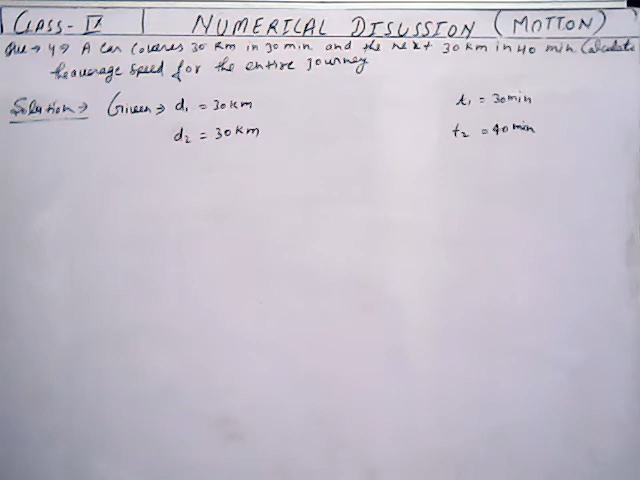 CLASS - IX NUMERICAL DISUSSION (MOTION)
Que → 4 → A Car Coveres 30 Km in 30 min and the next 30 km in 40 min Calculate
the average speed for the entire journey
Solution → Given → d₁ = 30 km t₁ = 30 min
d₂ = 30 km t₂ = 40 min